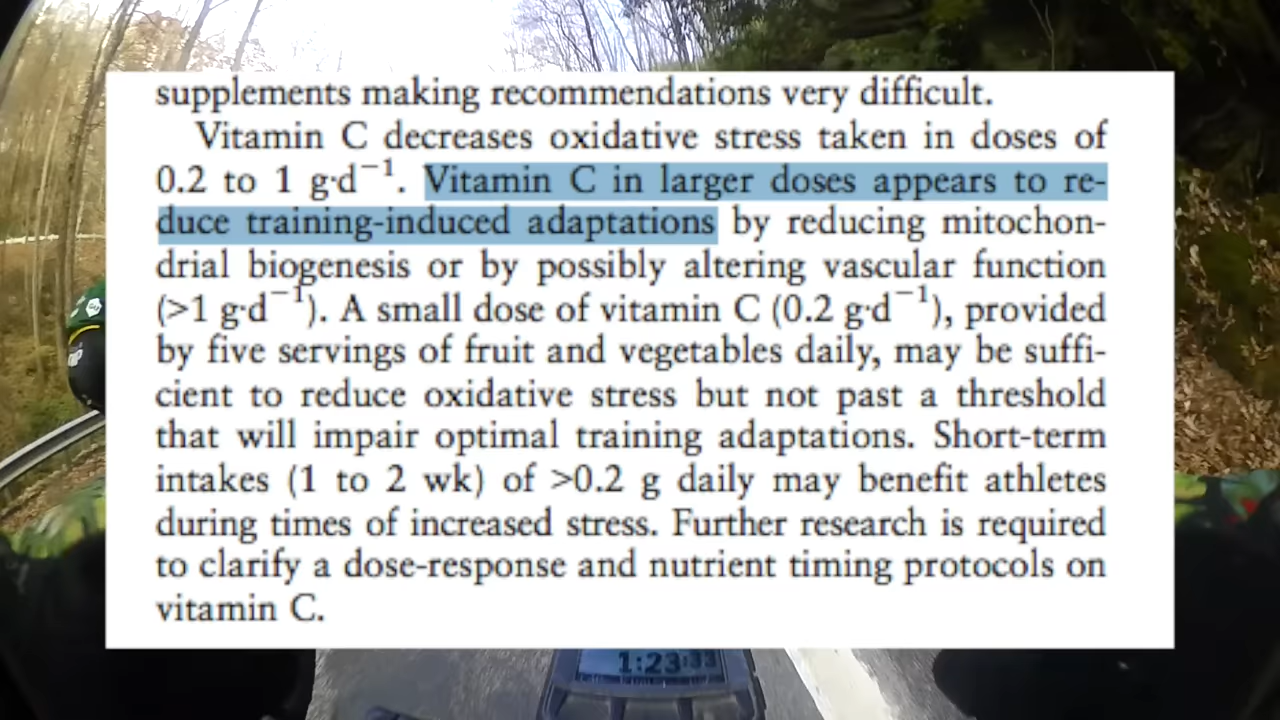 supplements making recommendations very difficult.
Vitamin C decreases oxidative stress taken in doses of
0.2 to 1 g·d⁻¹. Vitamin C in larger doses appears to re-
duce training-induced adaptations by reducing mitochon-
drial biogenesis or by possibly altering vascular function
(>1 g·d⁻¹). A small dose of vitamin C (0.2 g·d⁻¹), provided
by five servings of fruit and vegetables daily, may be suffi-
cient to reduce oxidative stress but not past a threshold
that will impair optimal training adaptations. Short-term
intakes (1 to 2 wk) of >0.2 g daily may benefit athletes
during times of increased stress. Further research is required
to clarify a dose-response and nutrient timing protocols on
vitamin C.
1:23:33